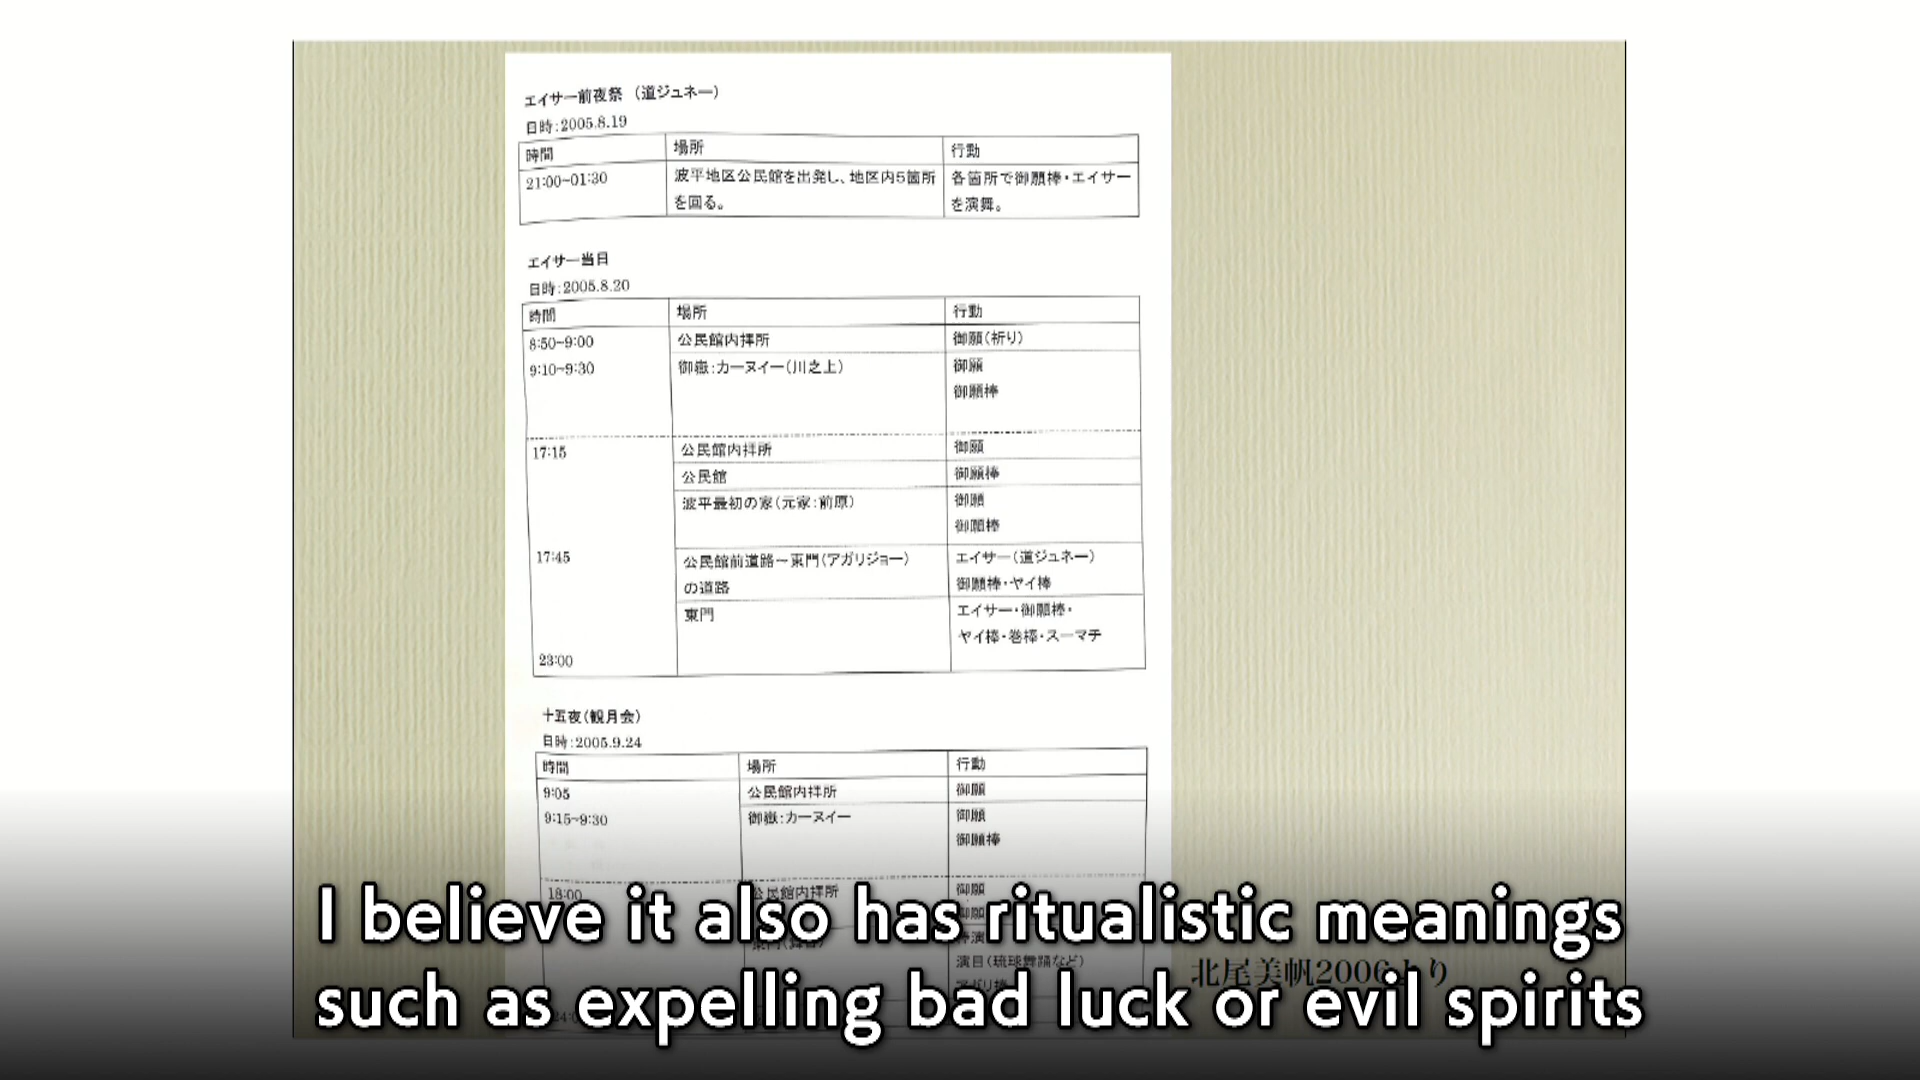 エイサー前夜祭 （道ジュネー）
日時：2005.8.19
時間 場所 行動
21:00~01:30 波平地区公民館を出発し、地区内5箇所 各箇所で御願棒・エイサー
を回る。 を演舞。
エイサー当日
日時：2005.8.20
時間 場所 行動
8:50~9:00 公民館内拝所 御願（祈り）
9:10~9:30 御嶽：カーヌイー（川之上） 御願
御願棒
17:15 公民館内拝所 御願
公民館 御願棒
波平最初の家（元家：前原） 御願
御願棒
17:45 公民館前道路～東門（アガリジョー） エイサー（道ジュネー）
の道路 御願棒・ヤイ棒
東門 エイサー・御願棒・
ヤイ棒・巻棒・スーマチ
23:00
十五夜（観月会）
日時：2005.9.24
時間 場所 行動
9:05 公民館内拝所 御願
9:15~9:30 御嶽：カーヌイー 御願
御願棒
18:00 公民館内拝所 御願
演目（琉球舞踊など）
北尾美帆2006より
I believe it also has ritualistic meanings
such as expelling bad luck or evil spirits